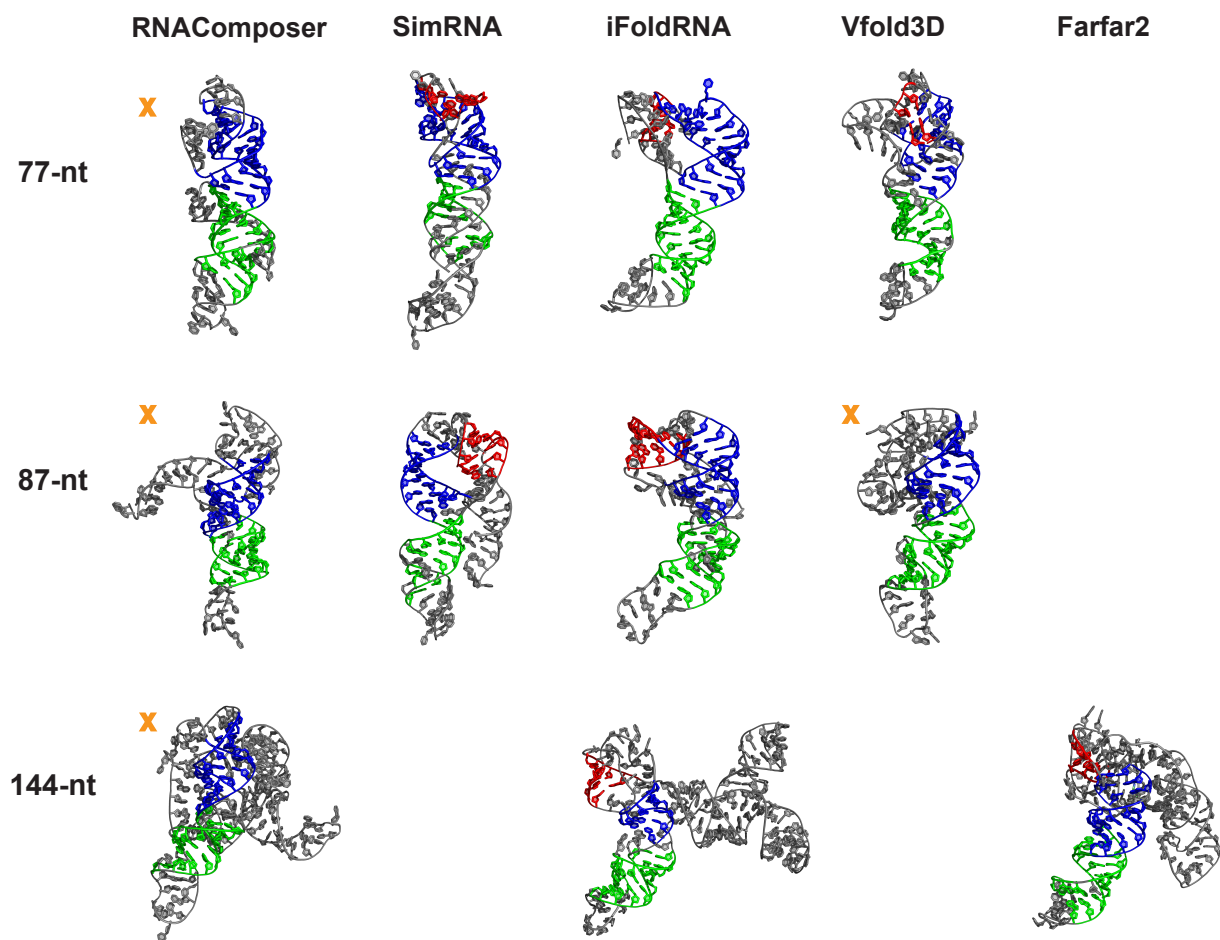 RNAComposer SimRNA iFoldRNA Vfold3D Farfar2
X
77-nt
X X
87-nt
X
144-nt